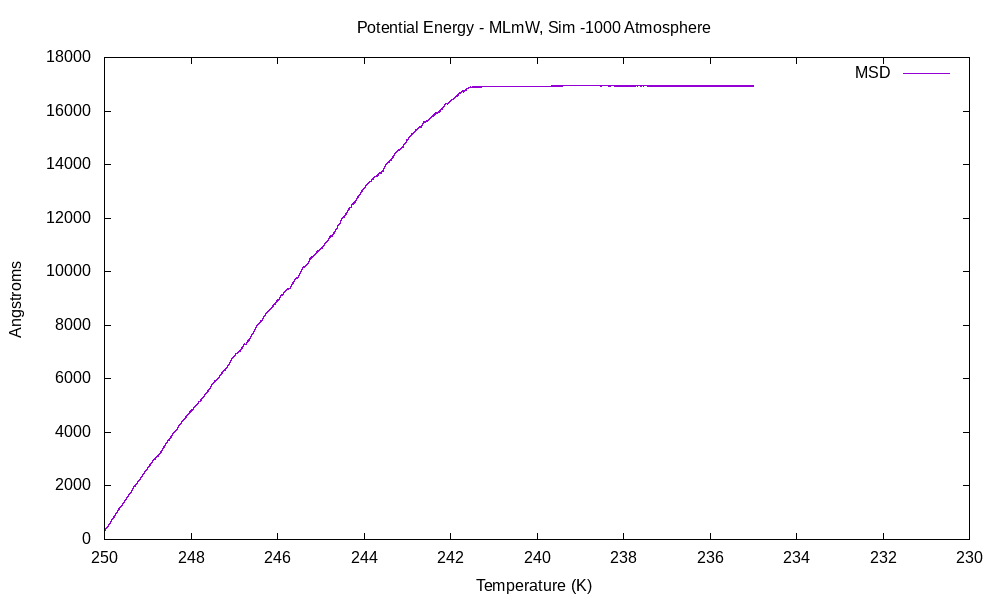 Potential Energy - MLmW, Sim -1000 Atmosphere
MSD
18000
16000
14000
12000
10000
8000
6000
4000
2000
0
Angstroms
250 248 246 244 242 240 238 236 234 232 230
Temperature (K)